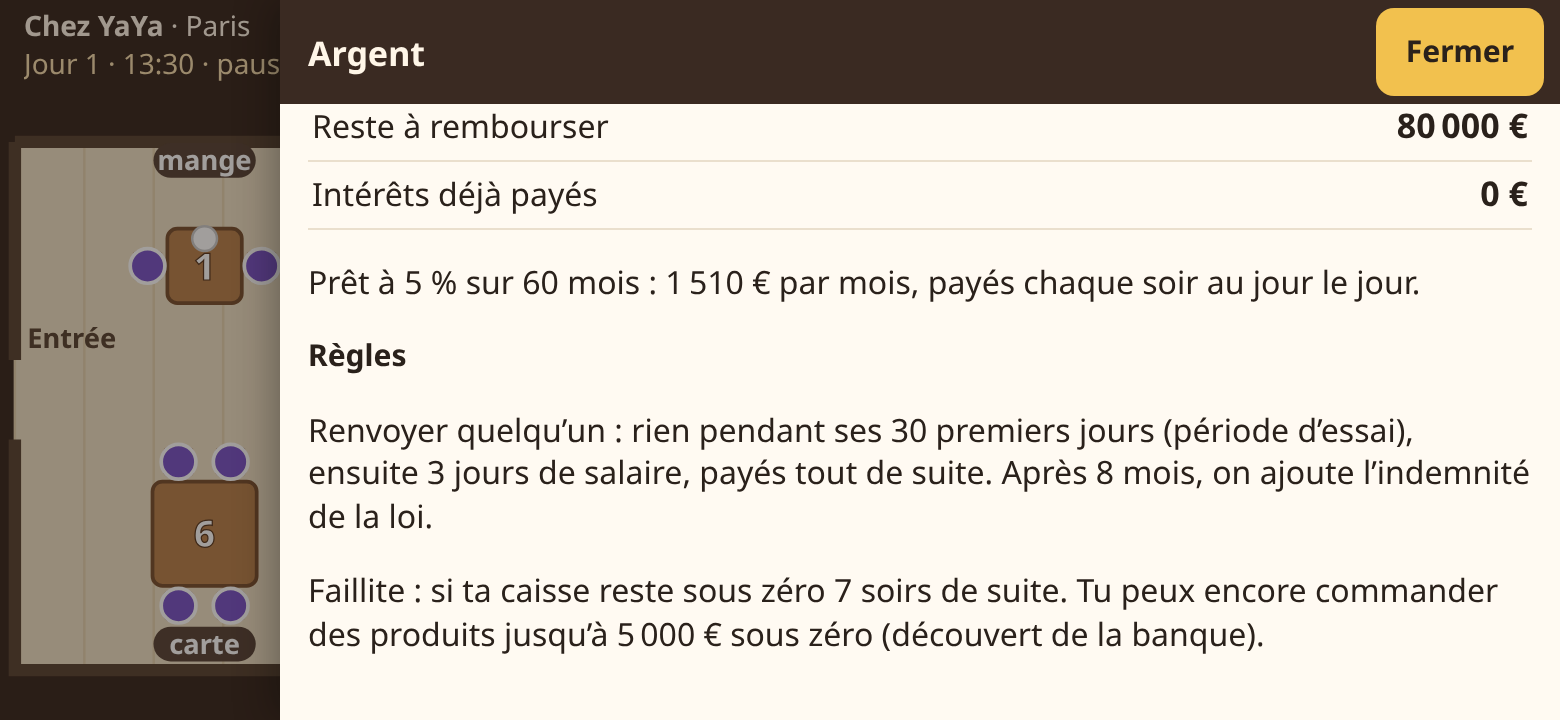 Chez YaYa · Paris
Jour 1 · 13:30 · paus
mange
1
Entrée
6
carte
Argent
Fermer
Reste à rembourser 80 000 €
Intérêts déjà payés 0 €
Prêt à 5 % sur 60 mois : 1 510 € par mois, payés chaque soir au jour le jour.
Règles
Renvoyer quelqu’un : rien pendant ses 30 premiers jours (période d’essai),
ensuite 3 jours de salaire, payés tout de suite. Après 8 mois, on ajoute l’indemnité
de la loi.
Faillite : si ta caisse reste sous zéro 7 soirs de suite. Tu peux encore commander
des produits jusqu’à 5 000 € sous zéro (découvert de la banque).